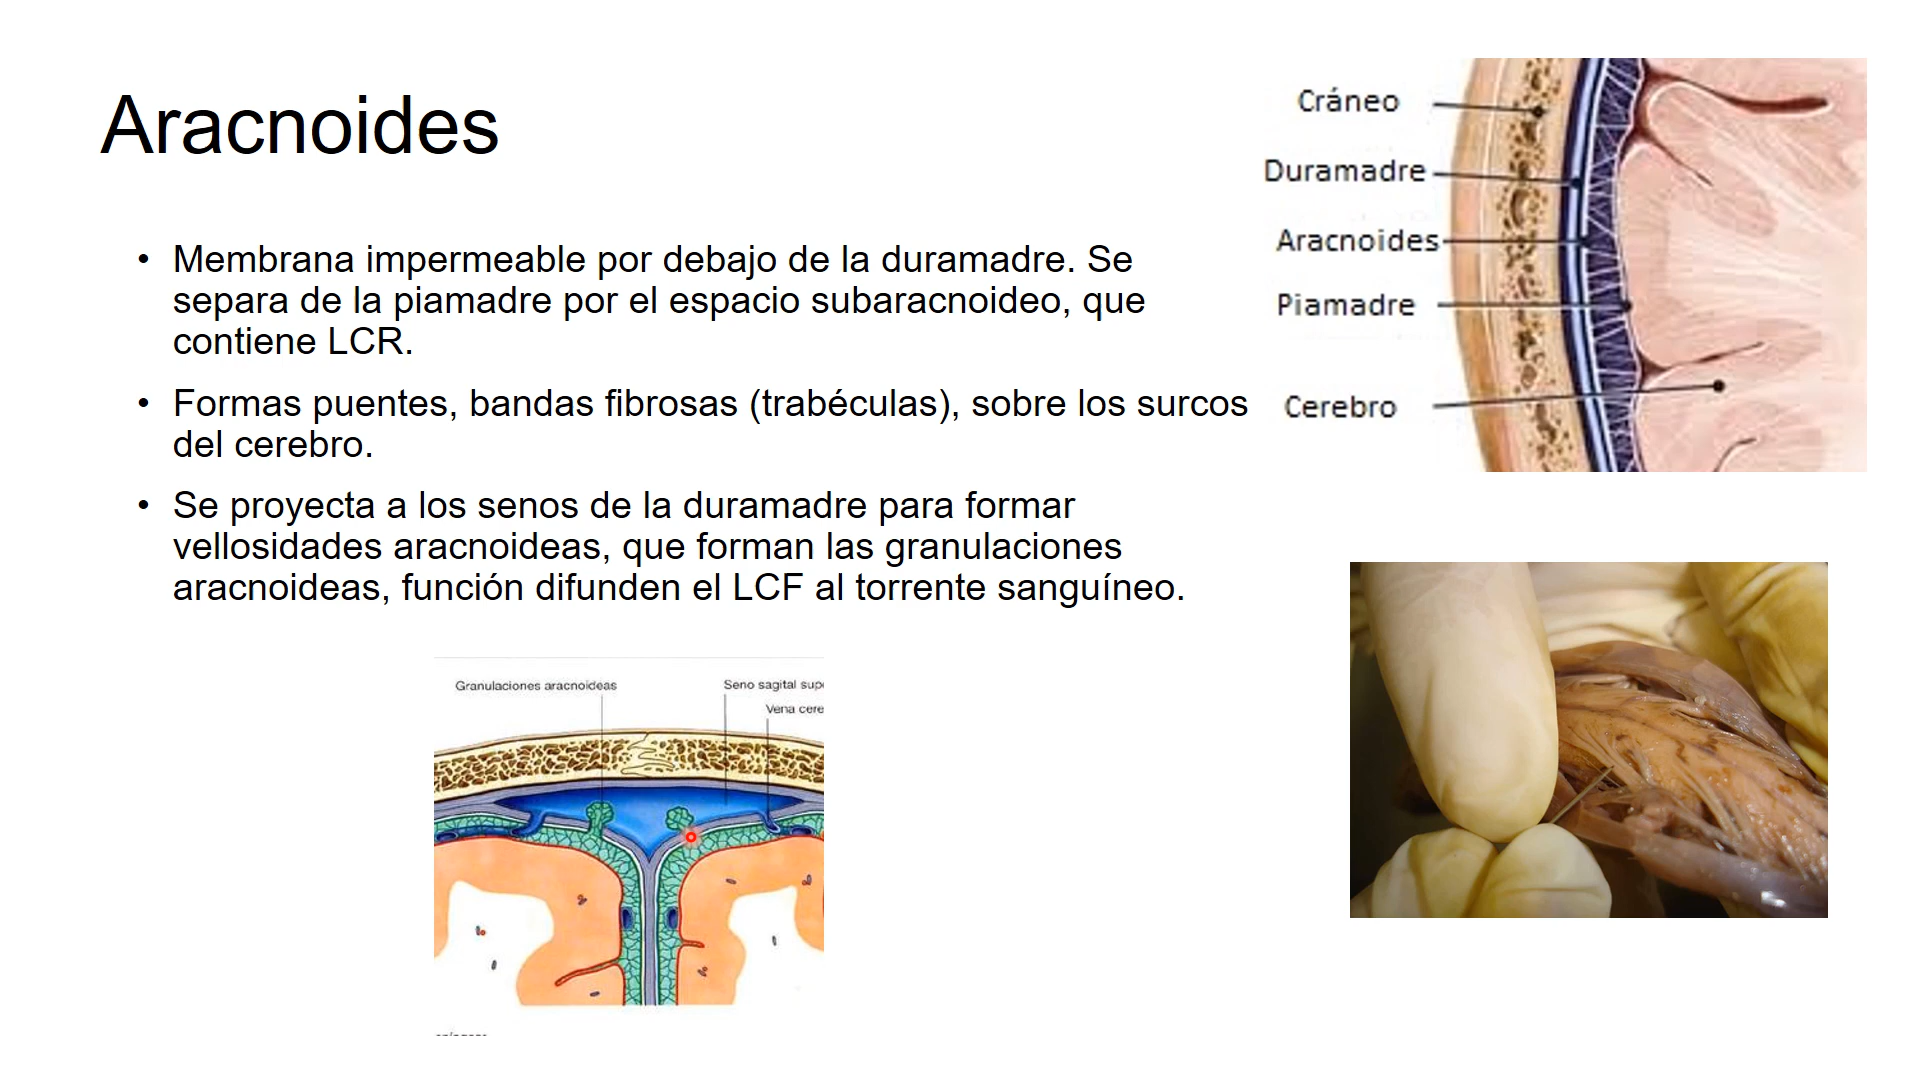 Aracnoides
• Membrana impermeable por debajo de la duramadre. Se
separa de la piamadre por el espacio subaracnoideo, que
contiene LCR.
• Formas puentes, bandas fibrosas (trabéculas), sobre los surcos
del cerebro.
• Se proyecta a los senos de la duramadre para formar
vellosidades aracnoideas, que forman las granulaciones
aracnoideas, función difunden el LCF al torrente sanguíneo.
Cráneo
Duramadre
Aracnoides
Piamadre
Cerebro
Granulaciones aracnoideas
Seno sagital sup
Vena cere